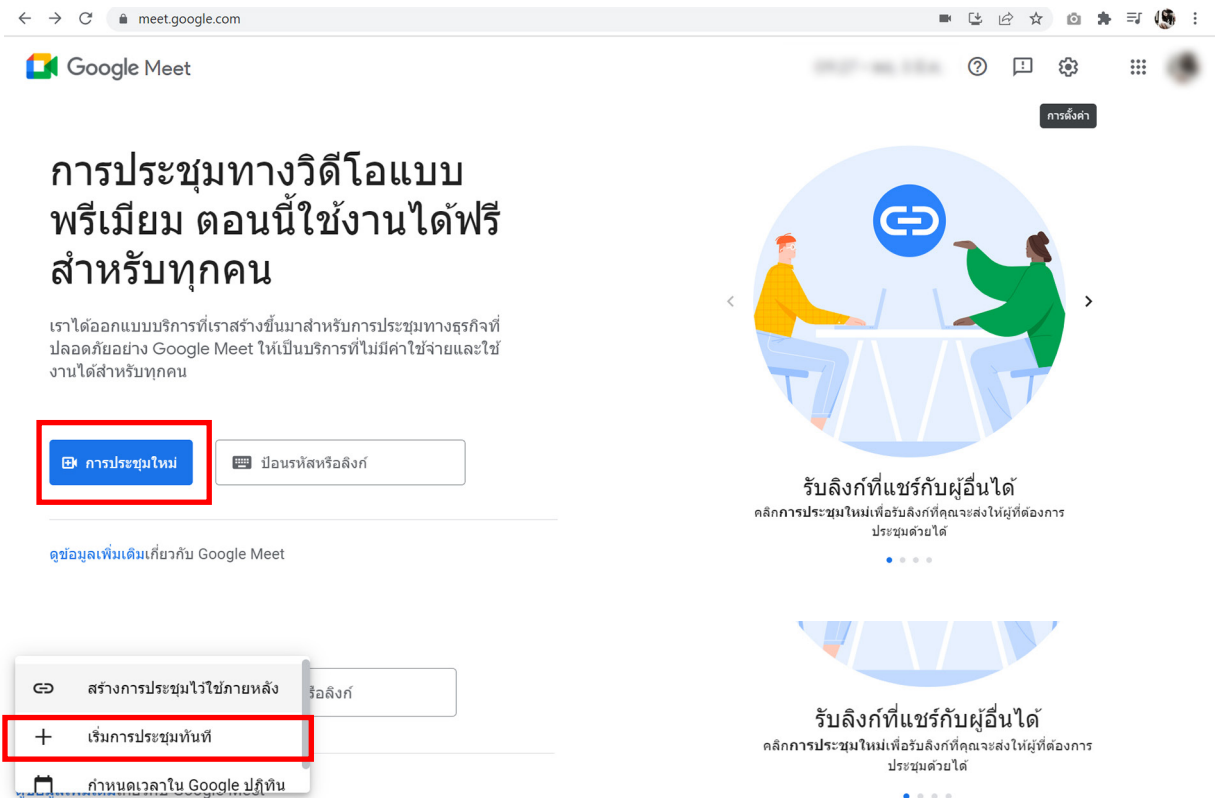 meet.google.com
Google Meet
การตั้งค่า
การประชุมทางวิดีโอแบบ
พรีเมียม ตอนนี้ใช้งานได้ฟรี
สำหรับทุกคน
เราได้ออกแบบบริการที่เราสร้างขึ้นมาสำหรับการประชุมทางธุรกิจที่
ปลอดภัยอย่าง Google Meet ให้เป็นบริการที่ไม่มีค่าใช้จ่ายและใช้
งานได้สำหรับทุกคน
การประชุมใหม่
ป้อนรหัสหรือลิงก์
ดูข้อมูลเพิ่มเติมเกี่ยวกับ Google Meet
รับลิงก์ที่แชร์กับผู้อื่นได้
คลิกการประชุมใหม่เพื่อรับลิงก์ที่คุณจะส่งให้ผู้ที่ต้องการ
ประชุมด้วยได้
สร้างการประชุมไว้ใช้ภายหลัง
รือลิงก์
เริ่มการประชุมทันที
กำหนดเวลาใน Google ปฏิทิน
รับลิงก์ที่แชร์กับผู้อื่นได้
คลิกการประชุมใหม่เพื่อรับลิงก์ที่คุณจะส่งให้ผู้ที่ต้องการ
ประชุมด้วยได้